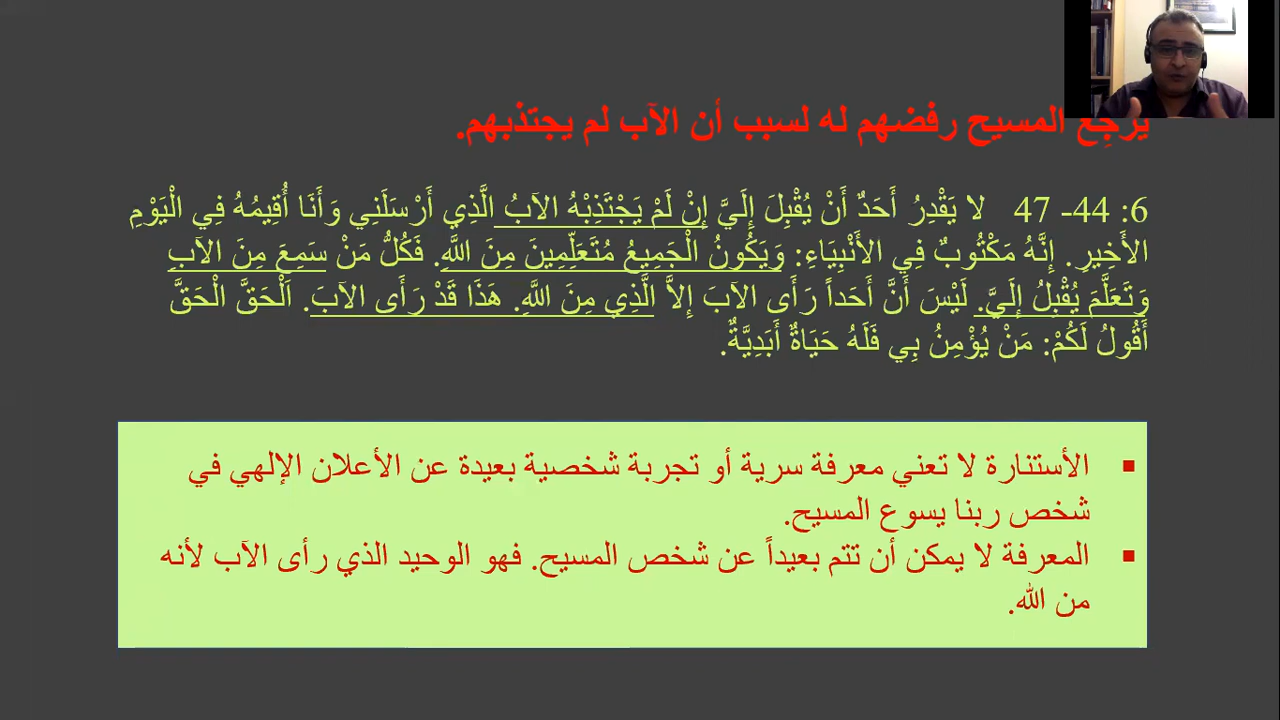 يرجِع المسيح رفضهم له لسبب أن الآب لم يجتذبهم.
6: 44- 47 لا يَقْدِرُ أَحَدٌ أَنْ يُقْبِلَ إِلَيَّ إِنْ لَمْ يَجْتَذِبْهُ الآبُ الَّذِي أَرْسَلَنِي وَأَنَا أُقِيمُهُ فِي الْيَوْمِ
الأَخِيرِ. إِنَّهُ مَكْتُوبٌ فِي الأَنْبِيَاءِ: وَيَكُونُ الْجَمِيعُ مُتَعَلِّمِينَ مِنَ اللَّهِ. فَكُلُّ مَنْ سَمِعَ مِنَ الآبِ
وَتَعَلَّمَ يُقْبِلُ إِلَيَّ. لَيْسَ أَنَّ أَحَداً رَأَى الآبَ إِلاَّ الَّذِي مِنَ اللَّهِ. هَذَا قَدْ رَأَى الآبَ. اَلْحَقَّ الْحَقَّ
أَقُولُ لَكُمْ: مَنْ يُؤْمِنُ بِي فَلَهُ حَيَاةٌ أَبَدِيَّةٌ.
▪ الأستنارة لا تعني معرفة سرية أو تجربة شخصية بعيدة عن الأعلان الإلهي في
شخص ربنا يسوع المسيح.
▪ المعرفة لا يمكن أن تتم بعيداً عن شخص المسيح. فهو الوحيد الذي رأى الآب لأنه
من الله.